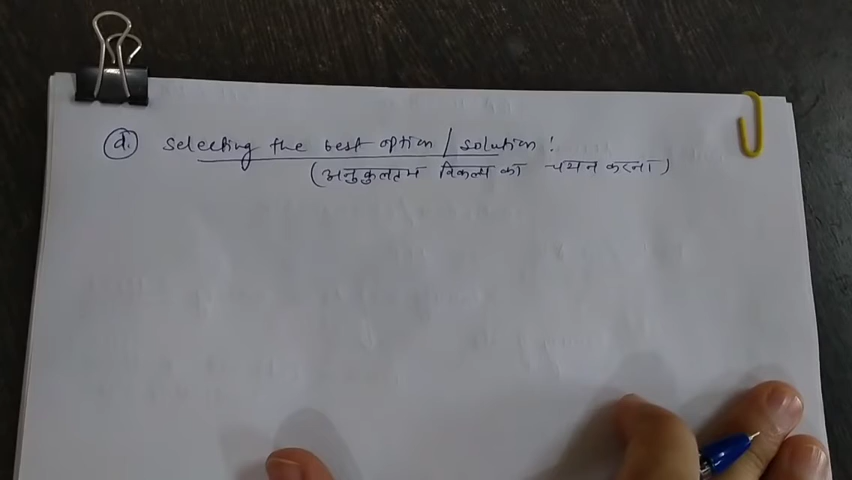 d. Selecting the best option / solution :
(अनुकुलतम विकल्प का चयन करना)